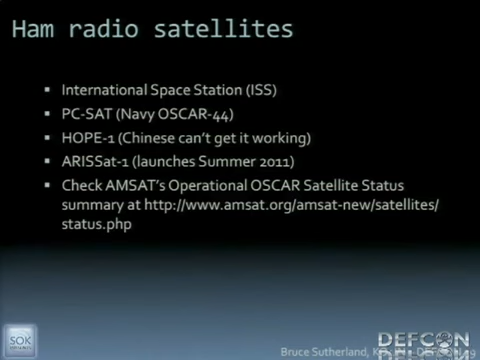 Ham radio satellites
International Space Station (ISS)
PC-SAT (Navy OSCAR-44)
HOPE-1 (Chinese can't get it working)
ARISSat-1 (launches Summer 2011)
Check AMSAT's Operational OSCAR Satellite Status
summary at http://www.amsat.org/amsat-new/satellites/
status.php
SOK
DEFCON
Bruce Sutherland,